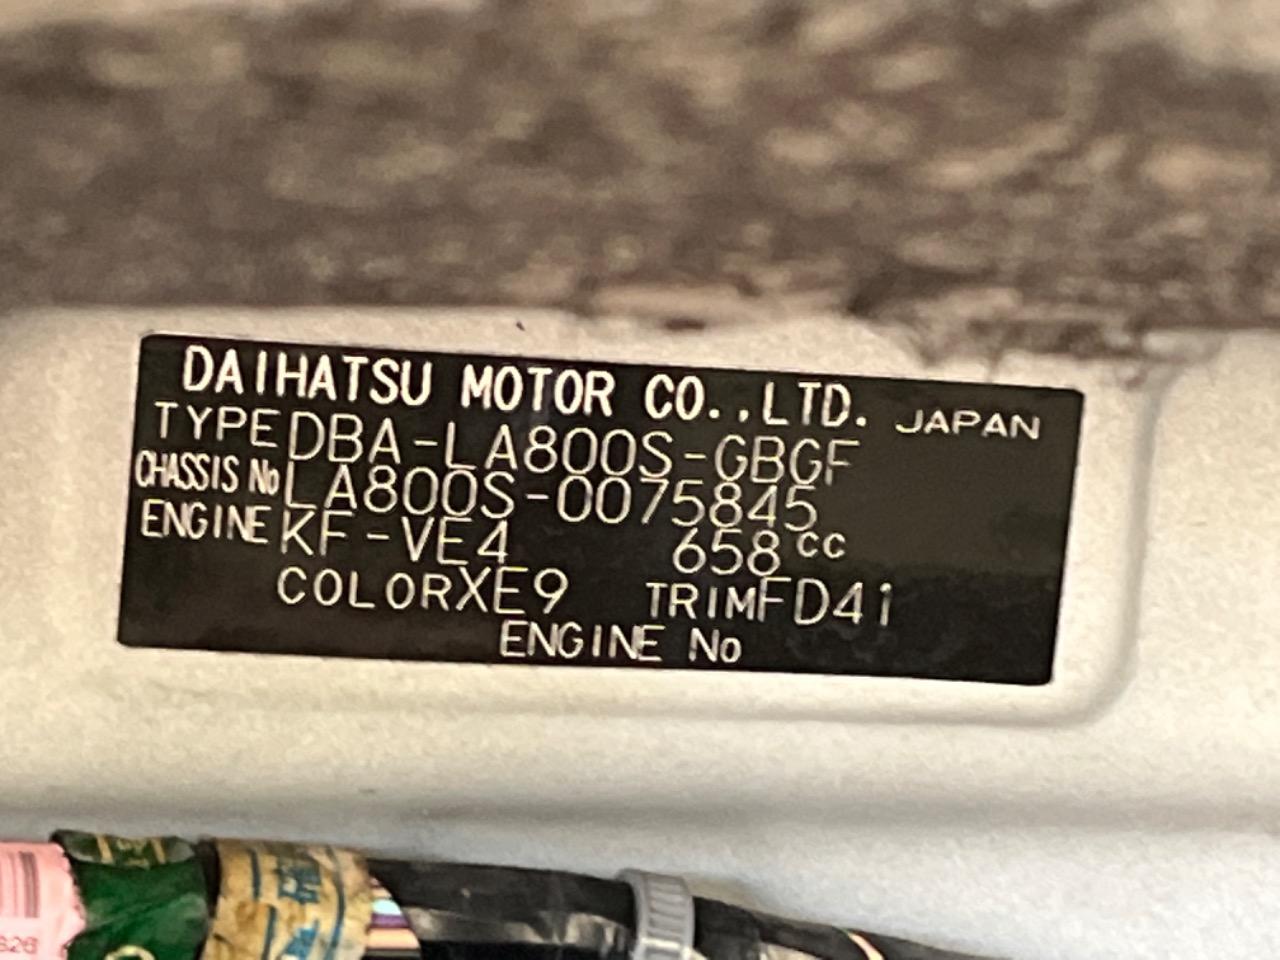 DAIHATSU MOTOR CO.,LTD. JAPAN
TYPE DBA-LA800S-GBGF
CHASSIS No LA800S-0075845
ENGINE KF-VE4 658cc
COLOR XE9 TRIM FD41
ENGINE No